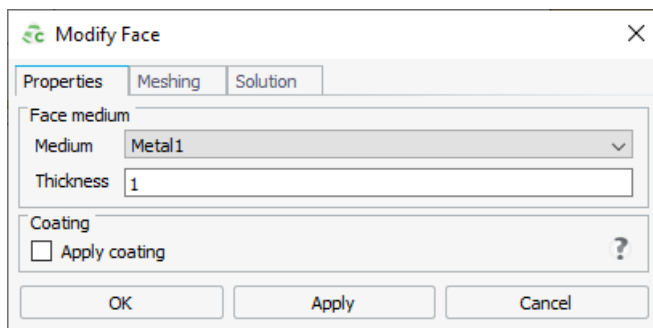 Modify Face
Properties Meshing Solution
Face medium
Medium Metal1
Thickness 1
Coating
Apply coating ?
OK Apply Cancel